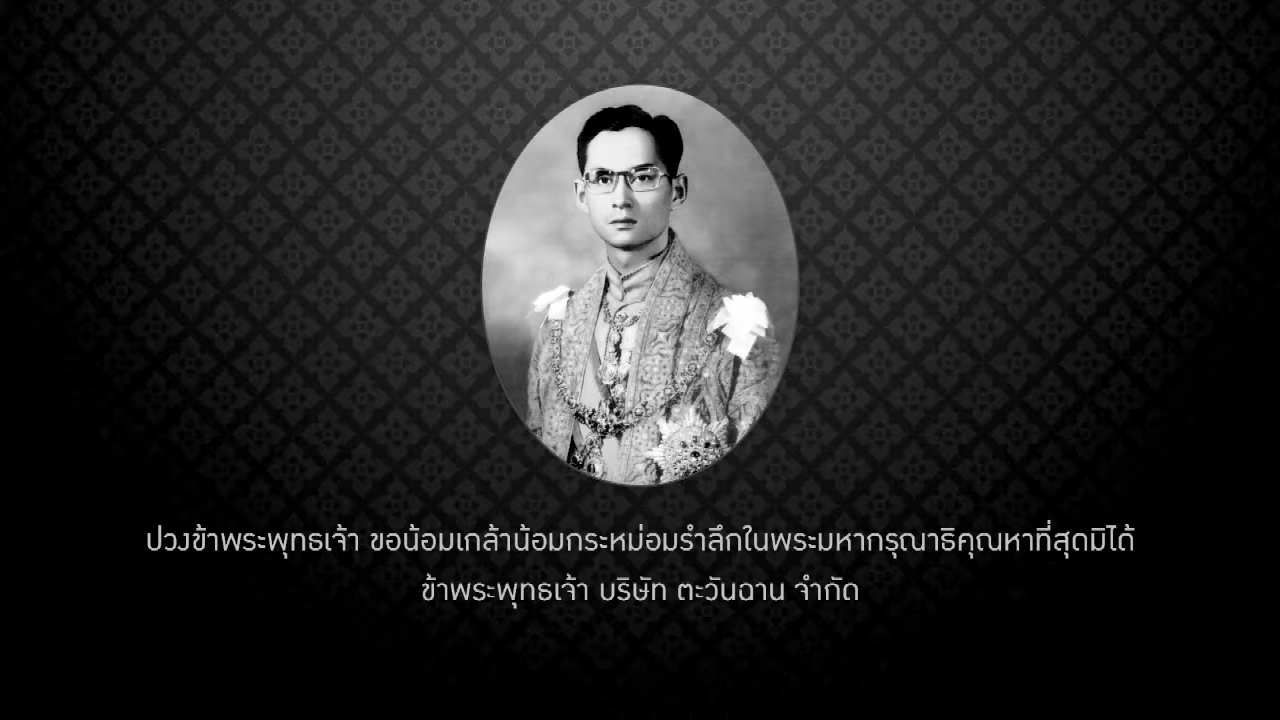 ปวงข้าพระพุทธเจ้า ขอน้อมเกล้าน้อมกระหม่อมรำลึกในพระมหากรุณาธิคุณหาที่สุดมิได้
ข้าพระพุทธเจ้า บริษัท ตะวันฉาน จำกัด